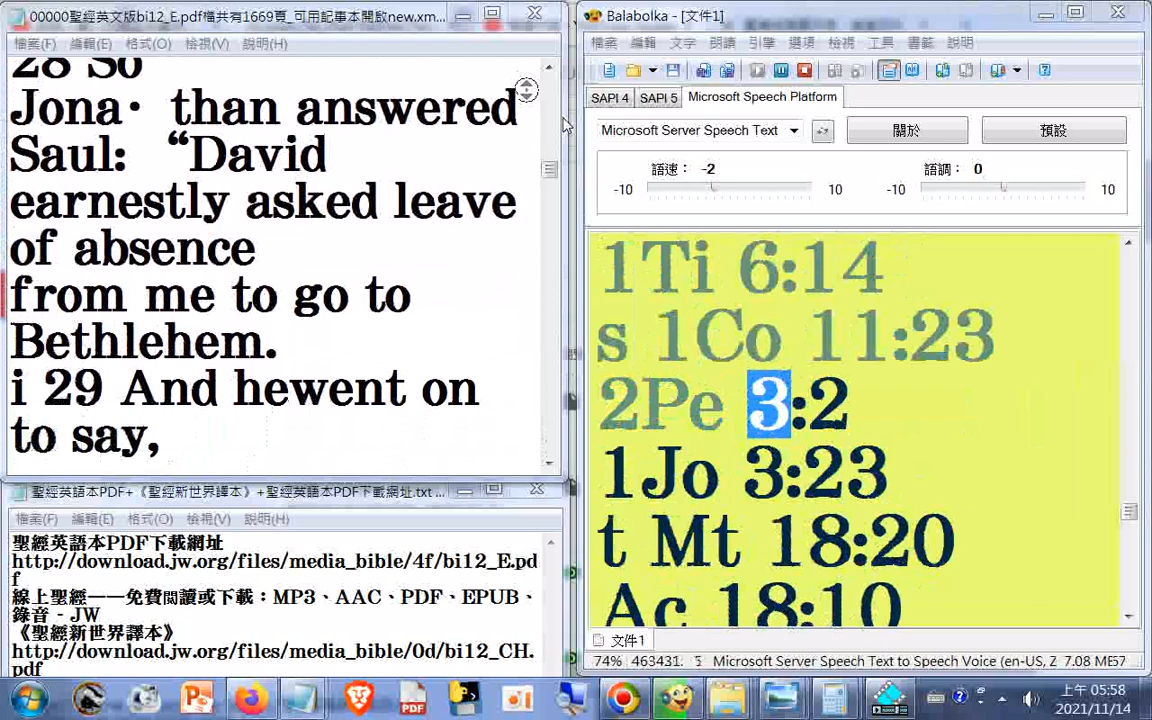 00000聖經英文版bi12_E.pdf檔共有1669頁_可用記事本開啟new.xm...
檔案(F) 編輯(E) 格式(O) 檢視(V) 說明(H)
28 So
Jona· than answered
Saul: “David
earnestly asked leave
of absence
from me to go to
Bethlehem.
i 29 And hewent on
to say,
聖經英語本PDF+《聖經新世界譯本》+聖經英語本PDF下載網址.txt ...
檔案(F) 編輯(E) 格式(O) 檢視(V) 說明(H)
聖經英語本PDF下載網址
http://download.jw.org/files/media_bible/4f/bi12_E.pd
f
線上聖經——免費閱讀或下載：MP3、AAC、PDF、EPUB、
錄音 - JW
《聖經新世界譯本》
http://download.jw.org/files/media_bible/0d/bi12_CH.
pdf
Balabolka - [文件1]
檔案 編輯 文字 朗讀 引擎 選項 檢視 工具 書籤 說明
SAPI 4 SAPI 5 Microsoft Speech Platform
Microsoft Server Speech Text 關於 預設
語速： -2 語調： 0
-10 10 -10 10
1Ti 6:14
s 1Co 11:23
2Pe 3:2
1Jo 3:23
t Mt 18:20
Ac 18:10
文件1
74% 463431. Microsoft Server Speech Text to Speech Voice (en-US, Z 7.08 ME57
上午 05:58
2021/11/14